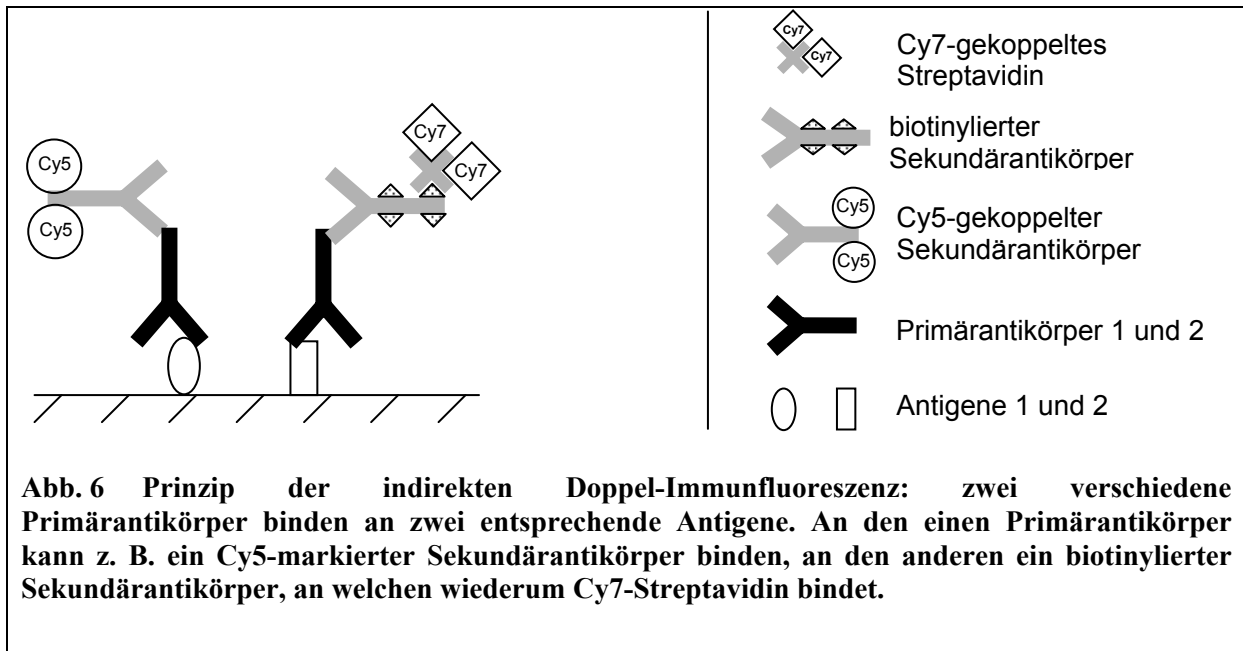 Cy7
Cy7
Cy7-gekoppeltes
Streptavidin
biotinylierter
Sekundärantikörper
Cy5
Cy5
Cy5-gekoppelter
Sekundärantikörper
Primärantikörper 1 und 2
Antigene 1 und 2
Cy5
Cy5
Cy7
Cy7
Abb. 6 Prinzip der indirekten Doppel-Immunfluoreszenz: zwei verschiedene
Primärantikörper binden an zwei entsprechende Antigene. An den einen Primärantikörper
kann z. B. ein Cy5-markierter Sekundärantikörper binden, an den anderen ein biotinylierter
Sekundärantikörper, an welchen wiederum Cy7-Streptavidin bindet.